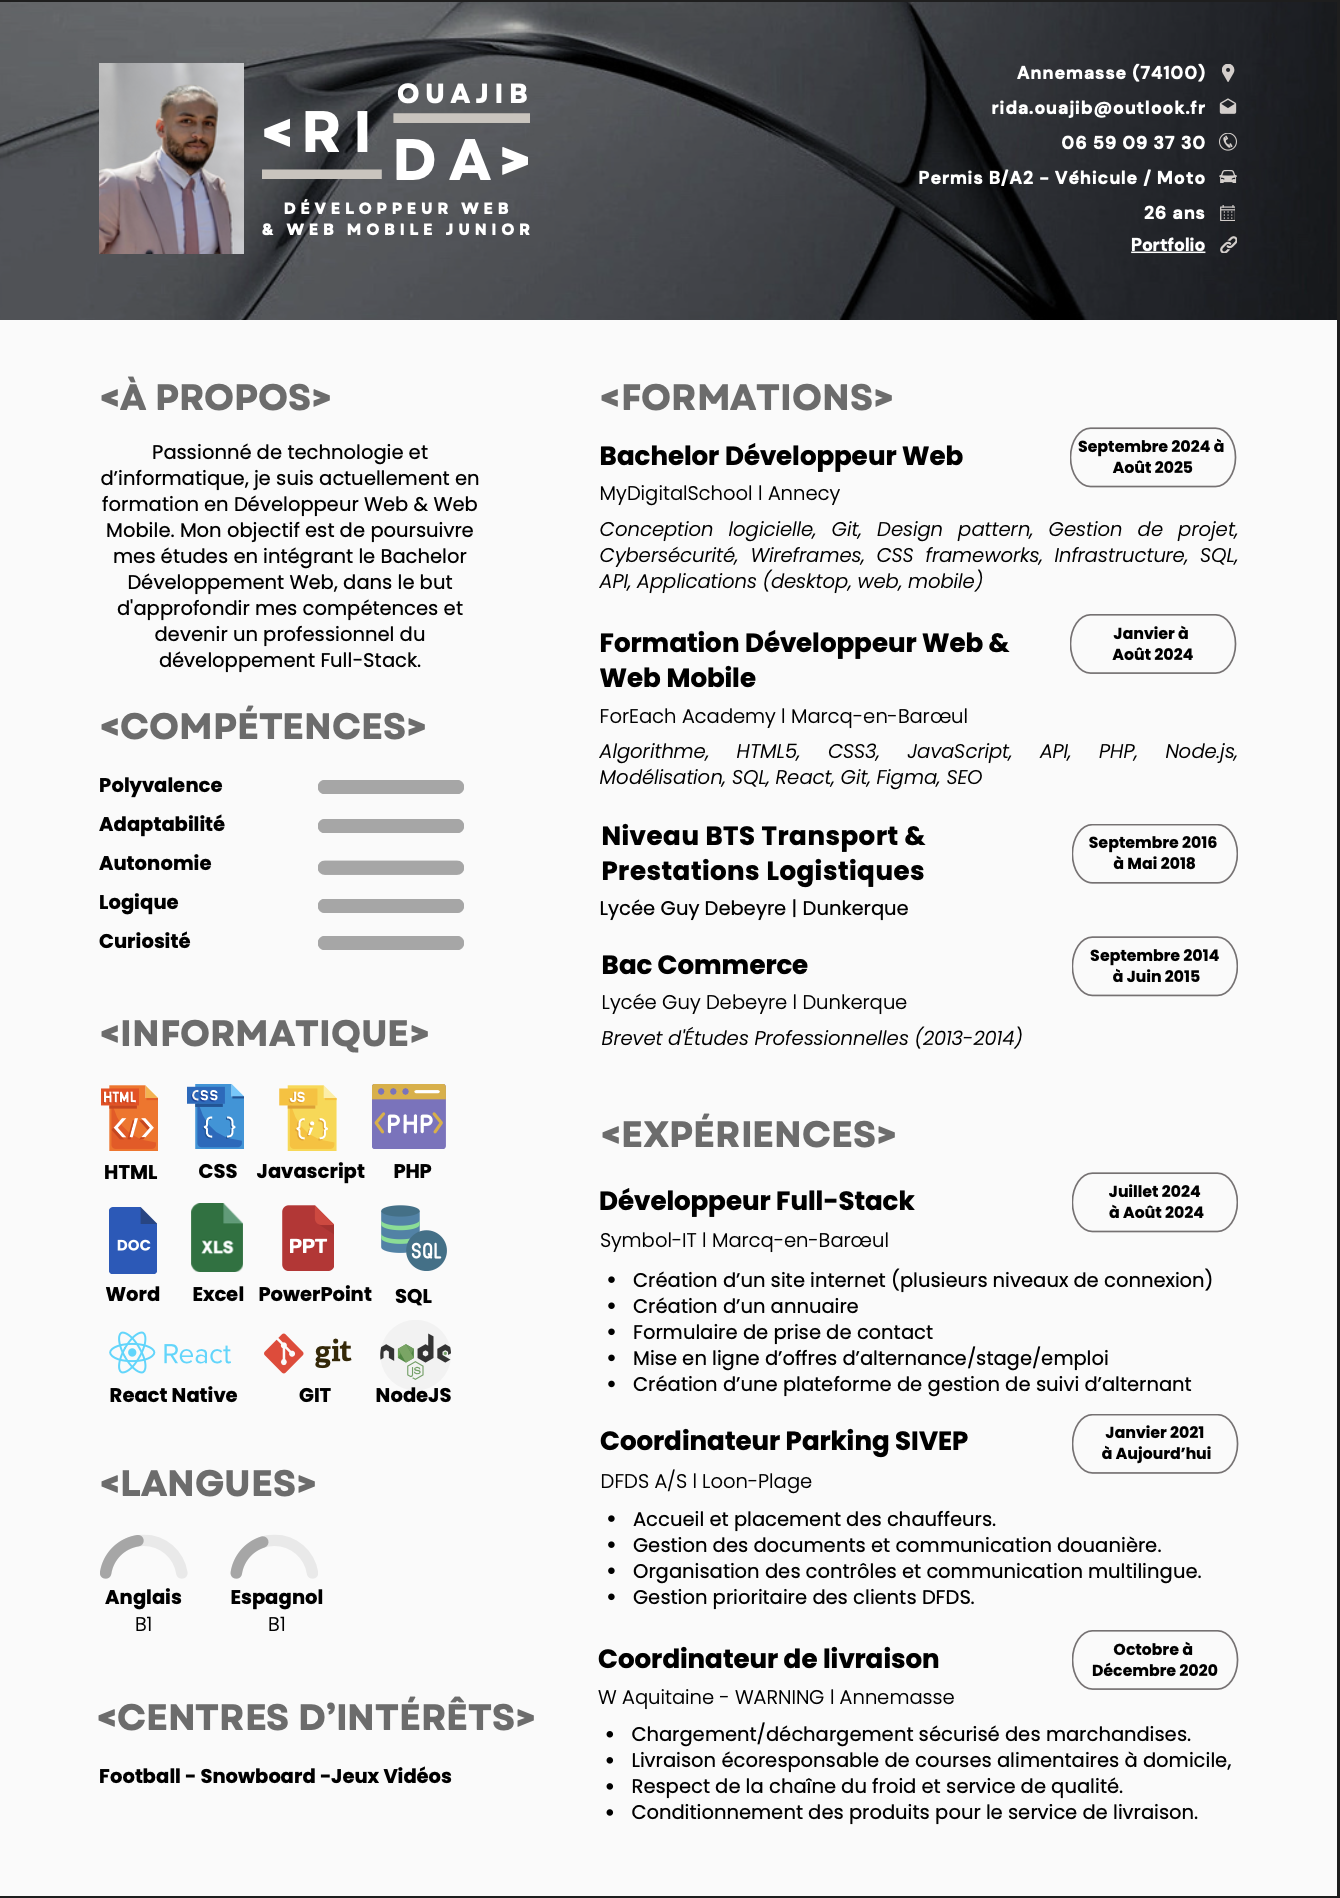 OUAJIB
<RI
DA>
DÉVELOPPEUR WEB
& WEB MOBILE JUNIOR
Annemasse (74100)
rida.ouajib@outlook.fr
06 59 09 37 30
Permis B/A2 - Véhicule / Moto
26 ans
Portfolio
<À PROPOS>
Passionné de technologie et
d’informatique, je suis actuellement en
formation en Développeur Web & Web
Mobile. Mon objectif est de poursuivre
mes études en intégrant le Bachelor
Développement Web, dans le but
d'approfondir mes compétences et
devenir un professionnel du
développement Full-Stack.
<COMPÉTENCES>
Polyvalence
Adaptabilité
Autonomie
Logique
Curiosité
<INFORMATIQUE>
HTML CSS JS
</> { } {;} <PHP>
HTML CSS Javascript PHP
DOC XLS PPT SQL
Word Excel PowerPoint SQL
React git node
JS
React Native GIT NodeJS
<LANGUES>
Anglais Espagnol
B1 B1
<CENTRES D’INTÉRÊTS>
Football - Snowboard -Jeux Vidéos
<FORMATIONS>
Bachelor Développeur Web
Septembre 2024 à
Août 2025
MyDigitalSchool l Annecy
Conception logicielle, Git, Design pattern, Gestion de projet,
Cybersécurité, Wireframes, CSS frameworks, Infrastructure, SQL,
API, Applications (desktop, web, mobile)
Formation Développeur Web &
Web Mobile
Janvier à
Août 2024
ForEach Academy l Marcq-en-Barœul
Algorithme, HTML5, CSS3, JavaScript, API, PHP, Node.js,
Modélisation, SQL, React, Git, Figma, SEO
Niveau BTS Transport &
Prestations Logistiques
Septembre 2016
à Mai 2018
Lycée Guy Debeyre | Dunkerque
Bac Commerce
Septembre 2014
à Juin 2015
Lycée Guy Debeyre l Dunkerque
Brevet d'Études Professionnelles (2013-2014)
<EXPÉRIENCES>
Développeur Full-Stack
Juillet 2024
à Août 2024
Symbol-IT l Marcq-en-Barœul
• Création d’un site internet (plusieurs niveaux de connexion)
• Création d’un annuaire
• Formulaire de prise de contact
• Mise en ligne d’offres d’alternance/stage/emploi
• Création d’une plateforme de gestion de suivi d’alternant
Coordinateur Parking SIVEP
Janvier 2021
à Aujourd’hui
DFDS A/S l Loon-Plage
• Accueil et placement des chauffeurs.
• Gestion des documents et communication douanière.
• Organisation des contrôles et communication multilingue.
• Gestion prioritaire des clients DFDS.
Coordinateur de livraison
Octobre à
Décembre 2020
W Aquitaine - WARNING l Annemasse
• Chargement/déchargement sécurisé des marchandises.
• Livraison écoresponsable de courses alimentaires à domicile,
• Respect de la chaîne du froid et service de qualité.
• Conditionnement des produits pour le service de livraison.